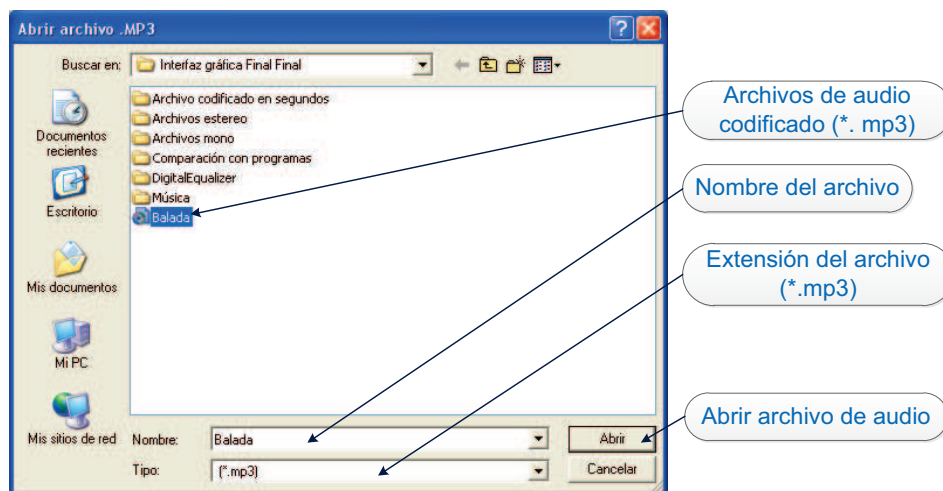 Abrir archivo .MP3
Buscar en:
Interfaz gráfica Final Final
Documentos
recientes
Escritorio
Mis documentos
Mi PC
Mis sitios de red
Archivo codificado en segundos
Archivos estereo
Archivos mono
Comparación con programas
DigitalEqualizer
Música
Balada
Nombre:
Balada
Abrir
Tipo:
(*.mp3)
Cancelar
Archivos de audio
codificado (*. mp3)
Nombre del archivo
Extensión del archivo
(*.mp3)
Abrir archivo de audio